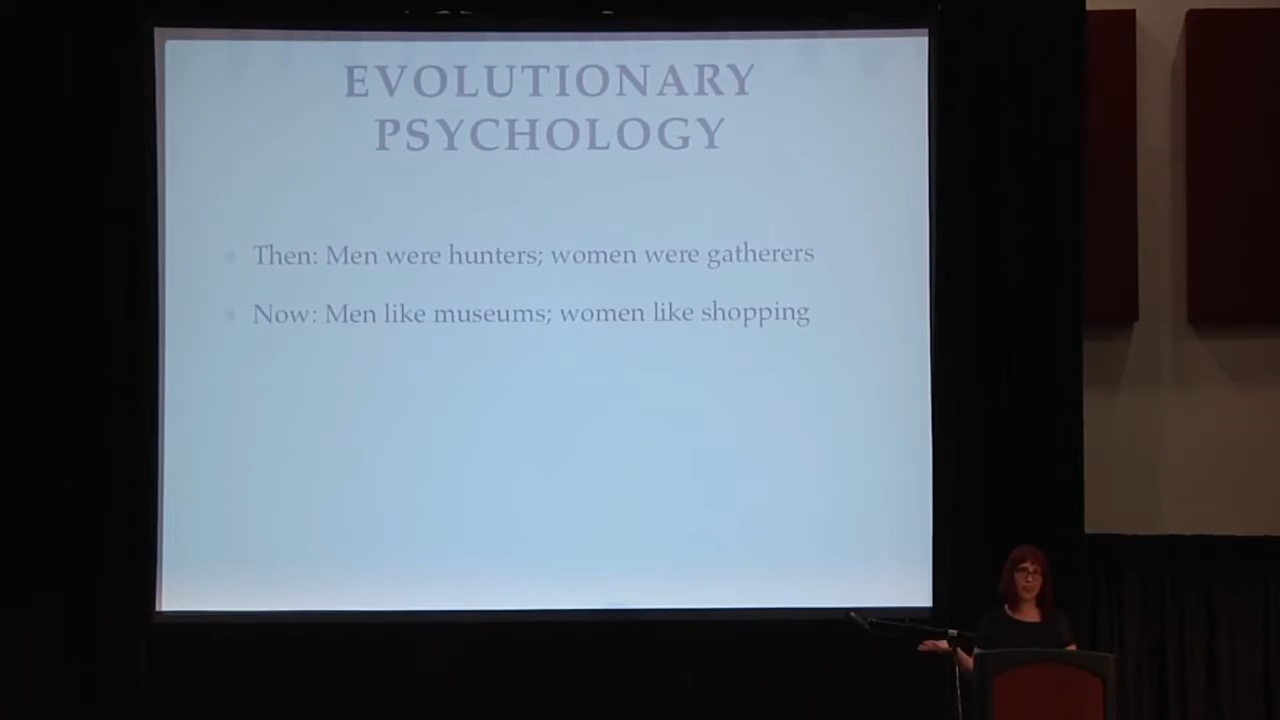 EVOLUTIONARY
PSYCHOLOGY
Then: Men were hunters; women were gatherers
Now: Men like museums; women like shopping